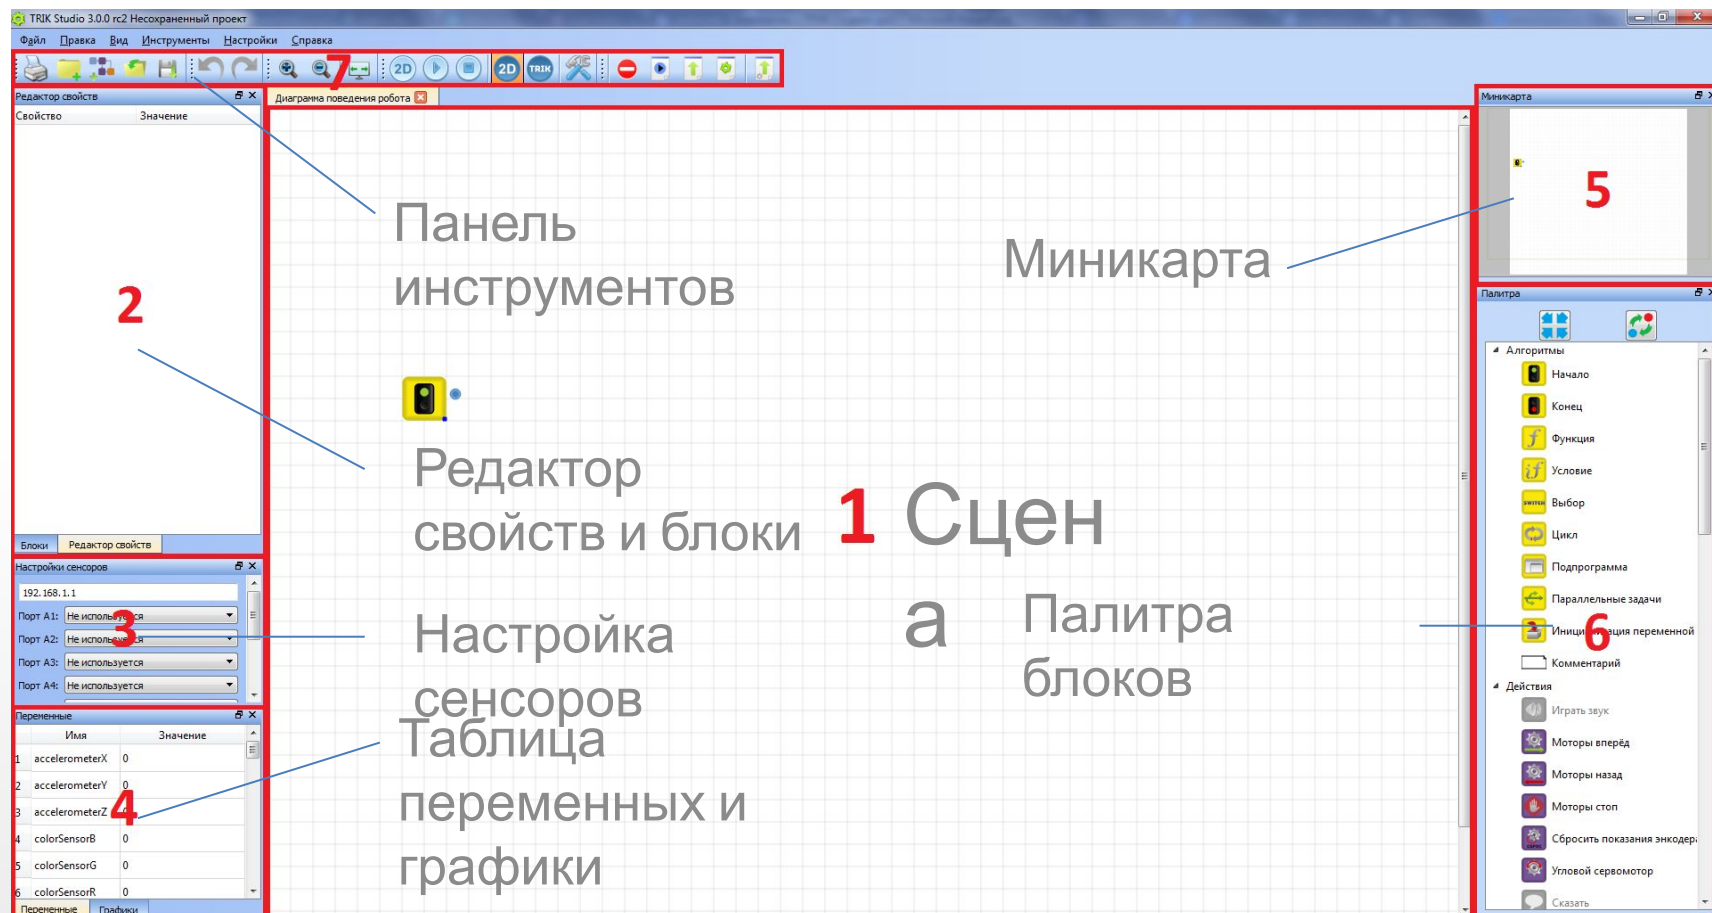 TRIK Studio 3.0.0 rc2 Несохраненный проект
Файл Правка Вид Инструменты Настройки Справка
7
2D 2D TRIK
Редактор свойств
Свойство Значение
2
Блоки Редактор свойств
Настройки сенсоров
192.168.1.1
Порт A1: Не используется
Порт A2: Не используется
Порт A3: Не используется
Порт A4: Не используется
3
Переменные
Имя Значение
1 accelerometerX 0
2 accelerometerY 0
3 accelerometerZ
4 colorSensorB 0
5 colorSensorG 0
6 colorSensorR 0
4
Переменные Графики
Диаграмма поведения робота
Панель
инструментов
Миникарта
Редактор
свойств и блоки
1 Сцен
а
Настройка
сенсоров
Палитра
блоков
Таблица
переменных и
графики
Миникарта
5
Палитра
Алгоритмы
Начало
Конец
f Функция
if Условие
SWITCH Выбор
Цикл
Подпрограмма
Параллельные задачи
Инициализация переменной
6
Комментарий
Действия
Играть звук
Моторы вперёд
Моторы назад
Моторы стоп
Сбросить показания энкодера
Угловой сервомотор
Сказать